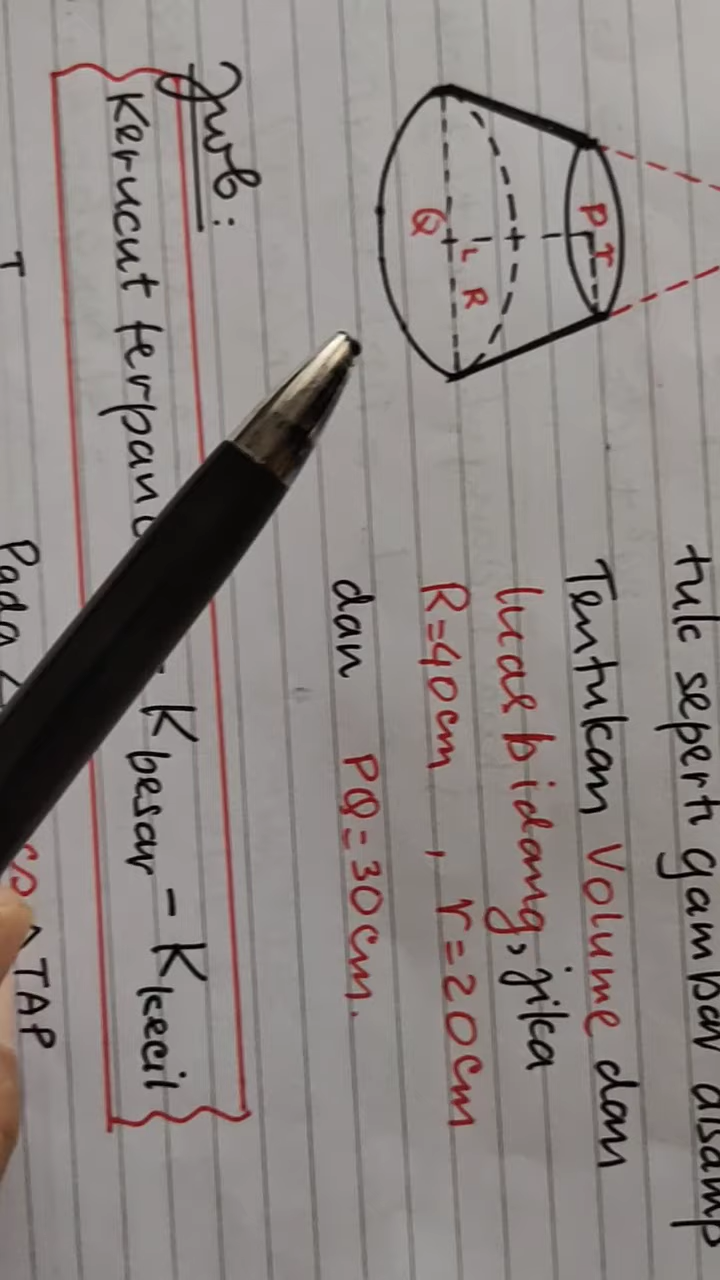 tuk seperti gambar disamp
Tentukan Volume dan
luas bidang, jika
R=40cm , r=20cm
dan PQ=30cm.
P r
Q R
Jwb:
Kerucut terpanc K besar - K kecil
T
Pada
TAP